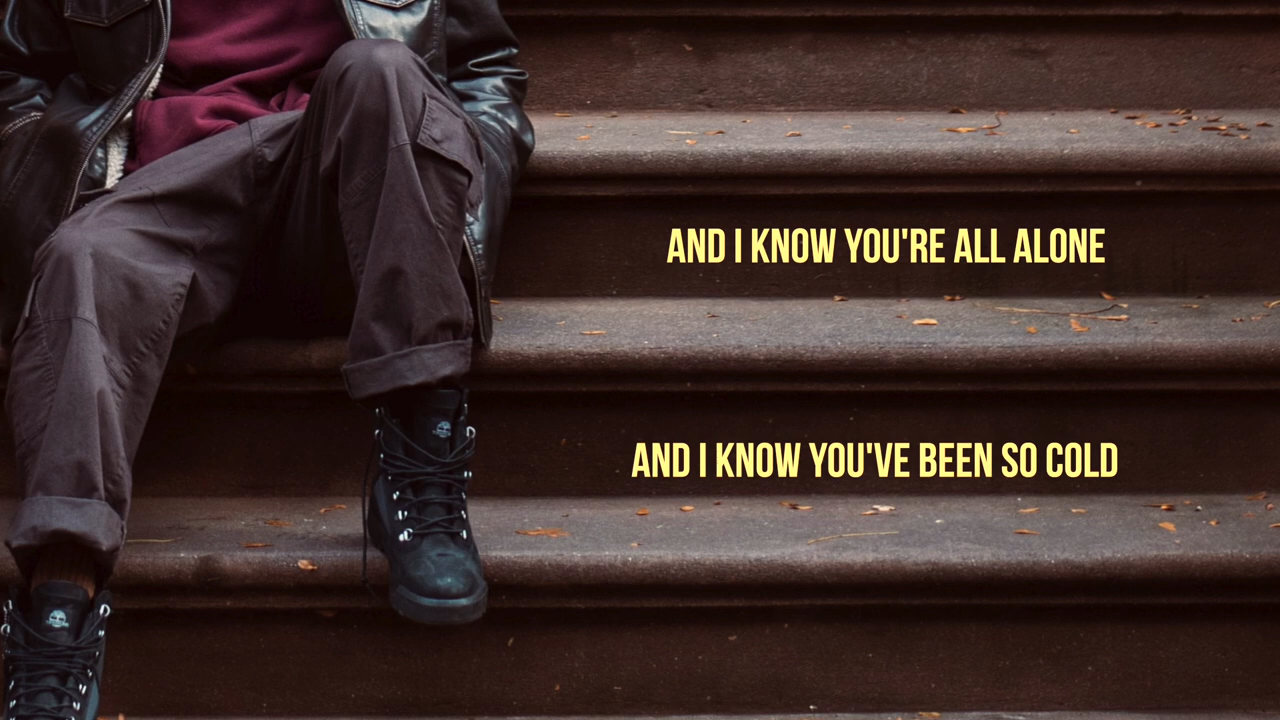 AND I KNOW YOU'RE ALL ALONE
AND I KNOW YOU'VE BEEN SO COLD